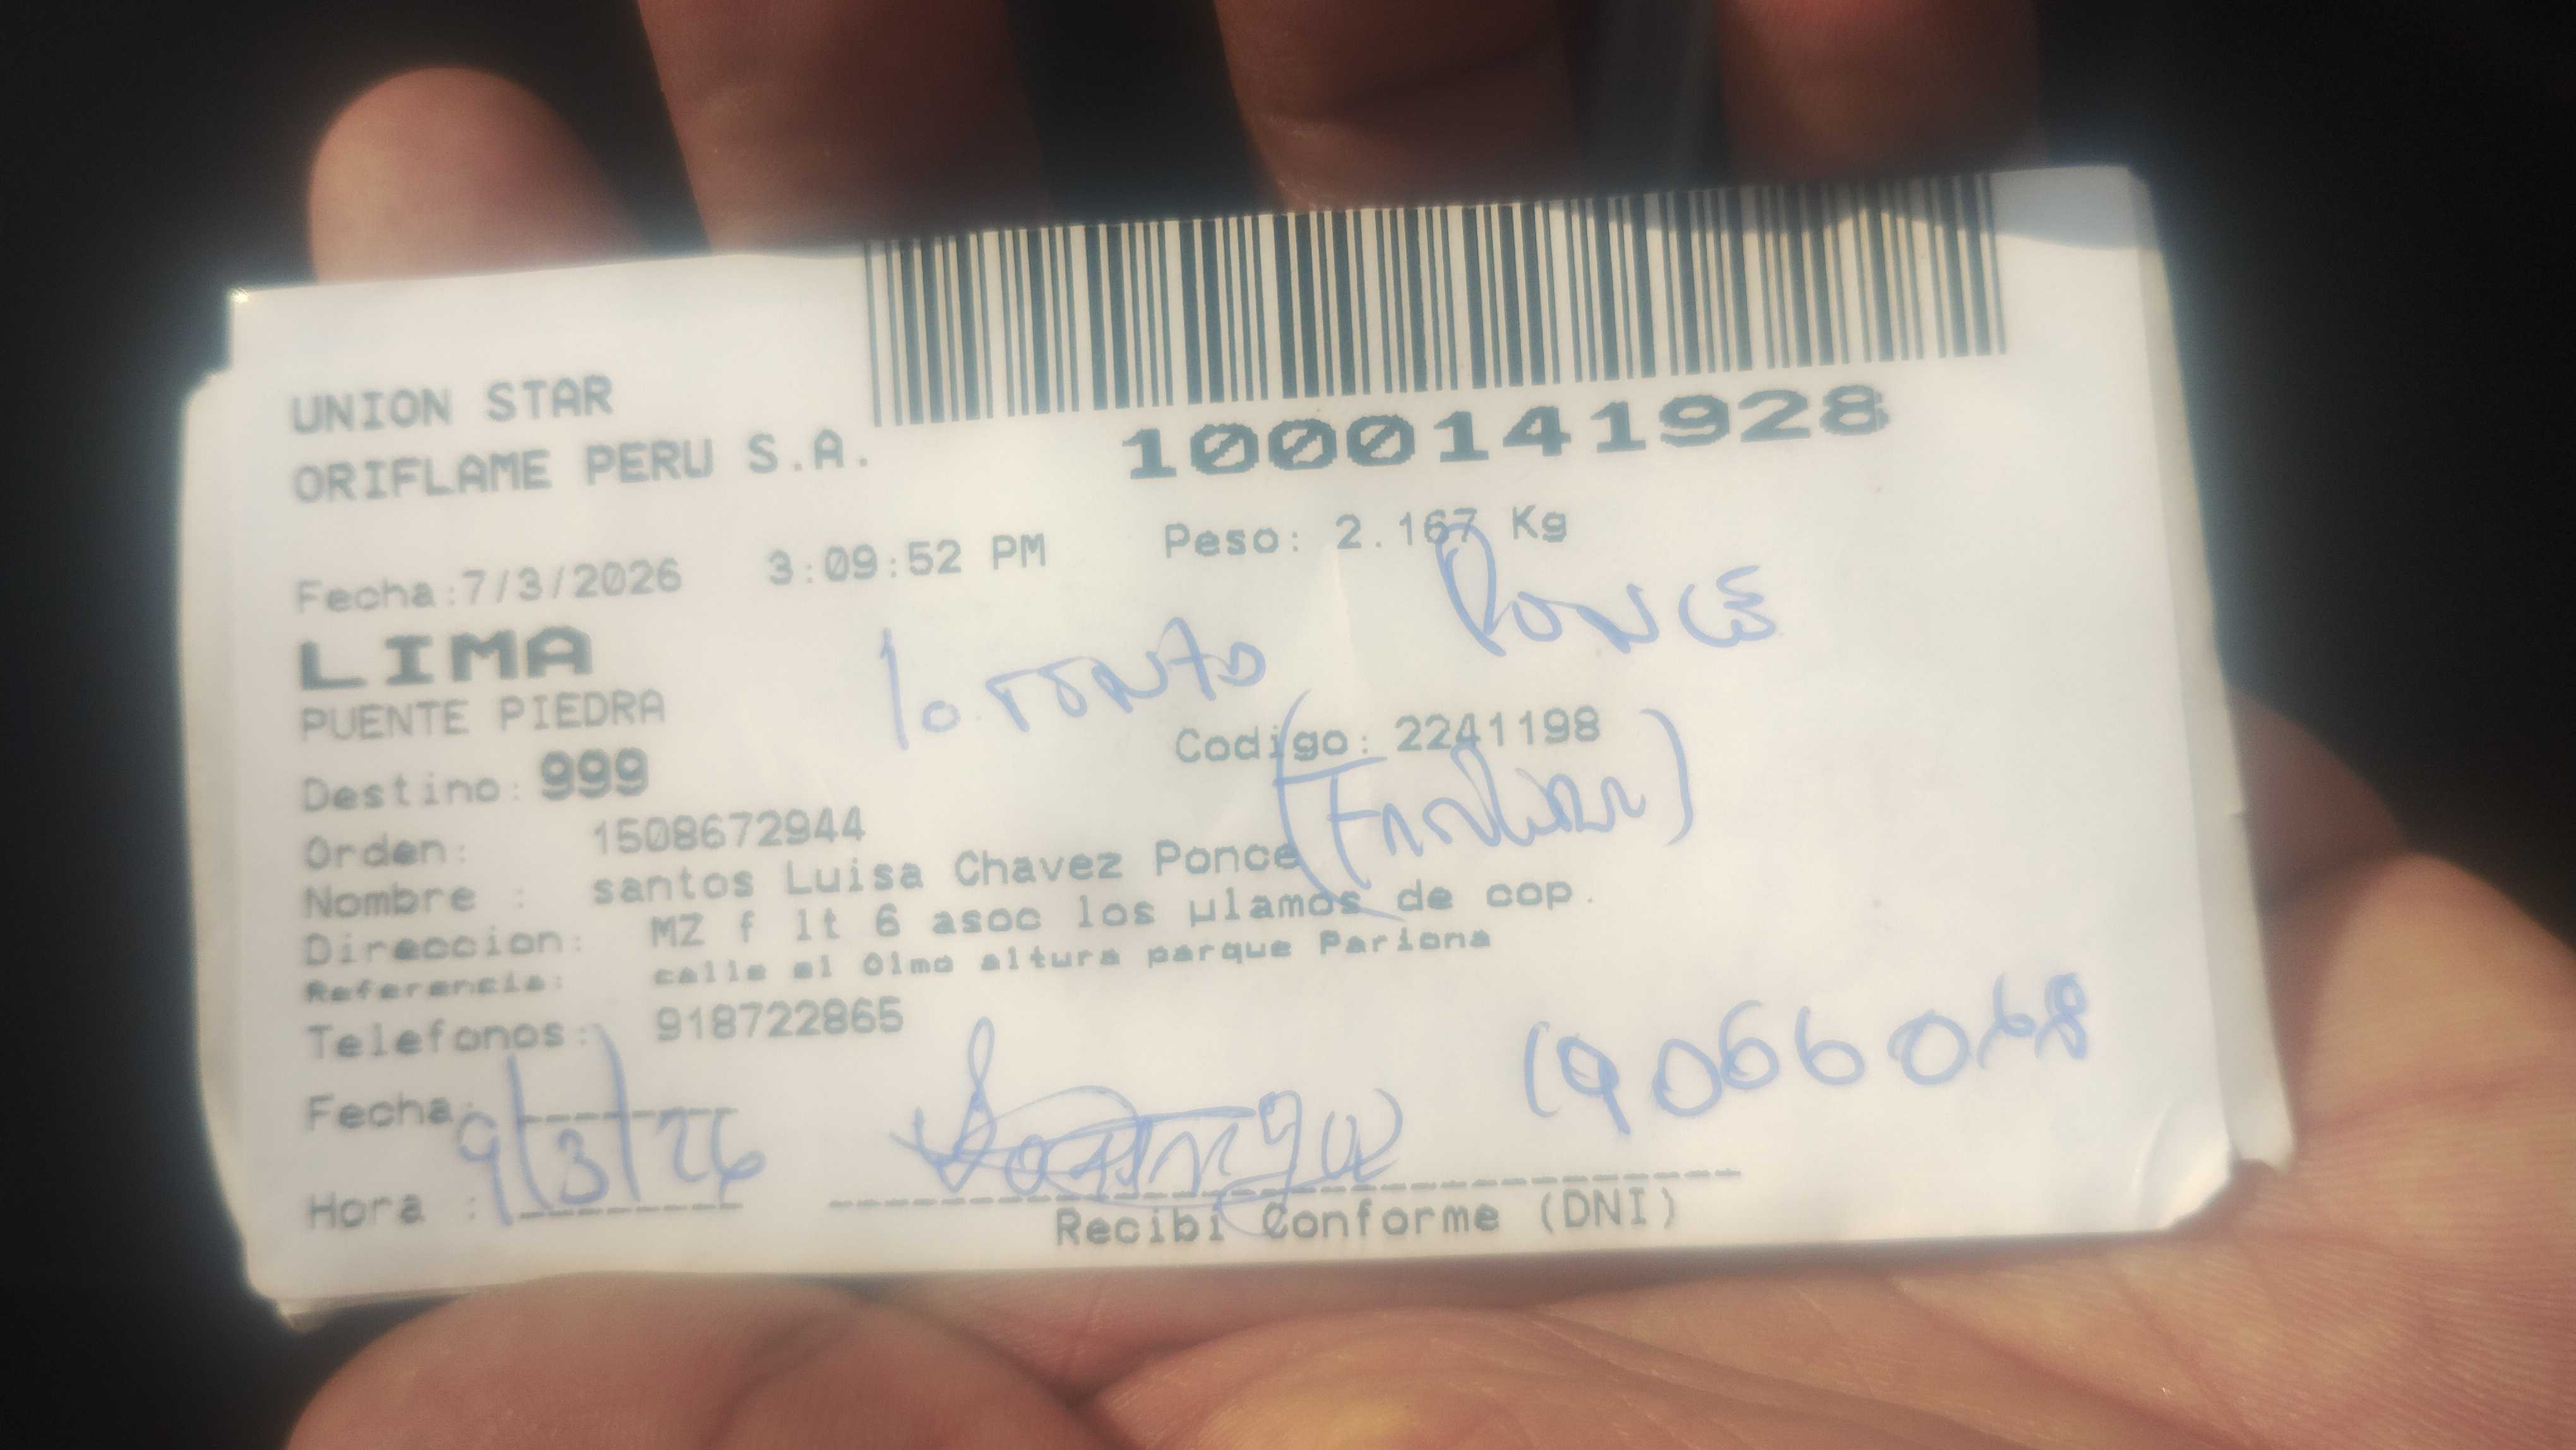 UNION STAR
ORIFLAME PERU S.A.
1000141928
Fecha:7/3/2026 3:09:52 PM Peso: 2.167 Kg
LIMA
PONCE
PUENTE PIEDRA
Codigo: 2241198
Destino: 999
Orden: 1508672944
Nombre : santos Luisa Chavez Ponce
Direccion: MZ f lt 6 asoc los µlamos de cop.
Referencia: calle el Olmo altura parque Pariona
Telefonos: 918722865
Fecha: 9/3/26
Hora :
Recibi Conforme (DNI)